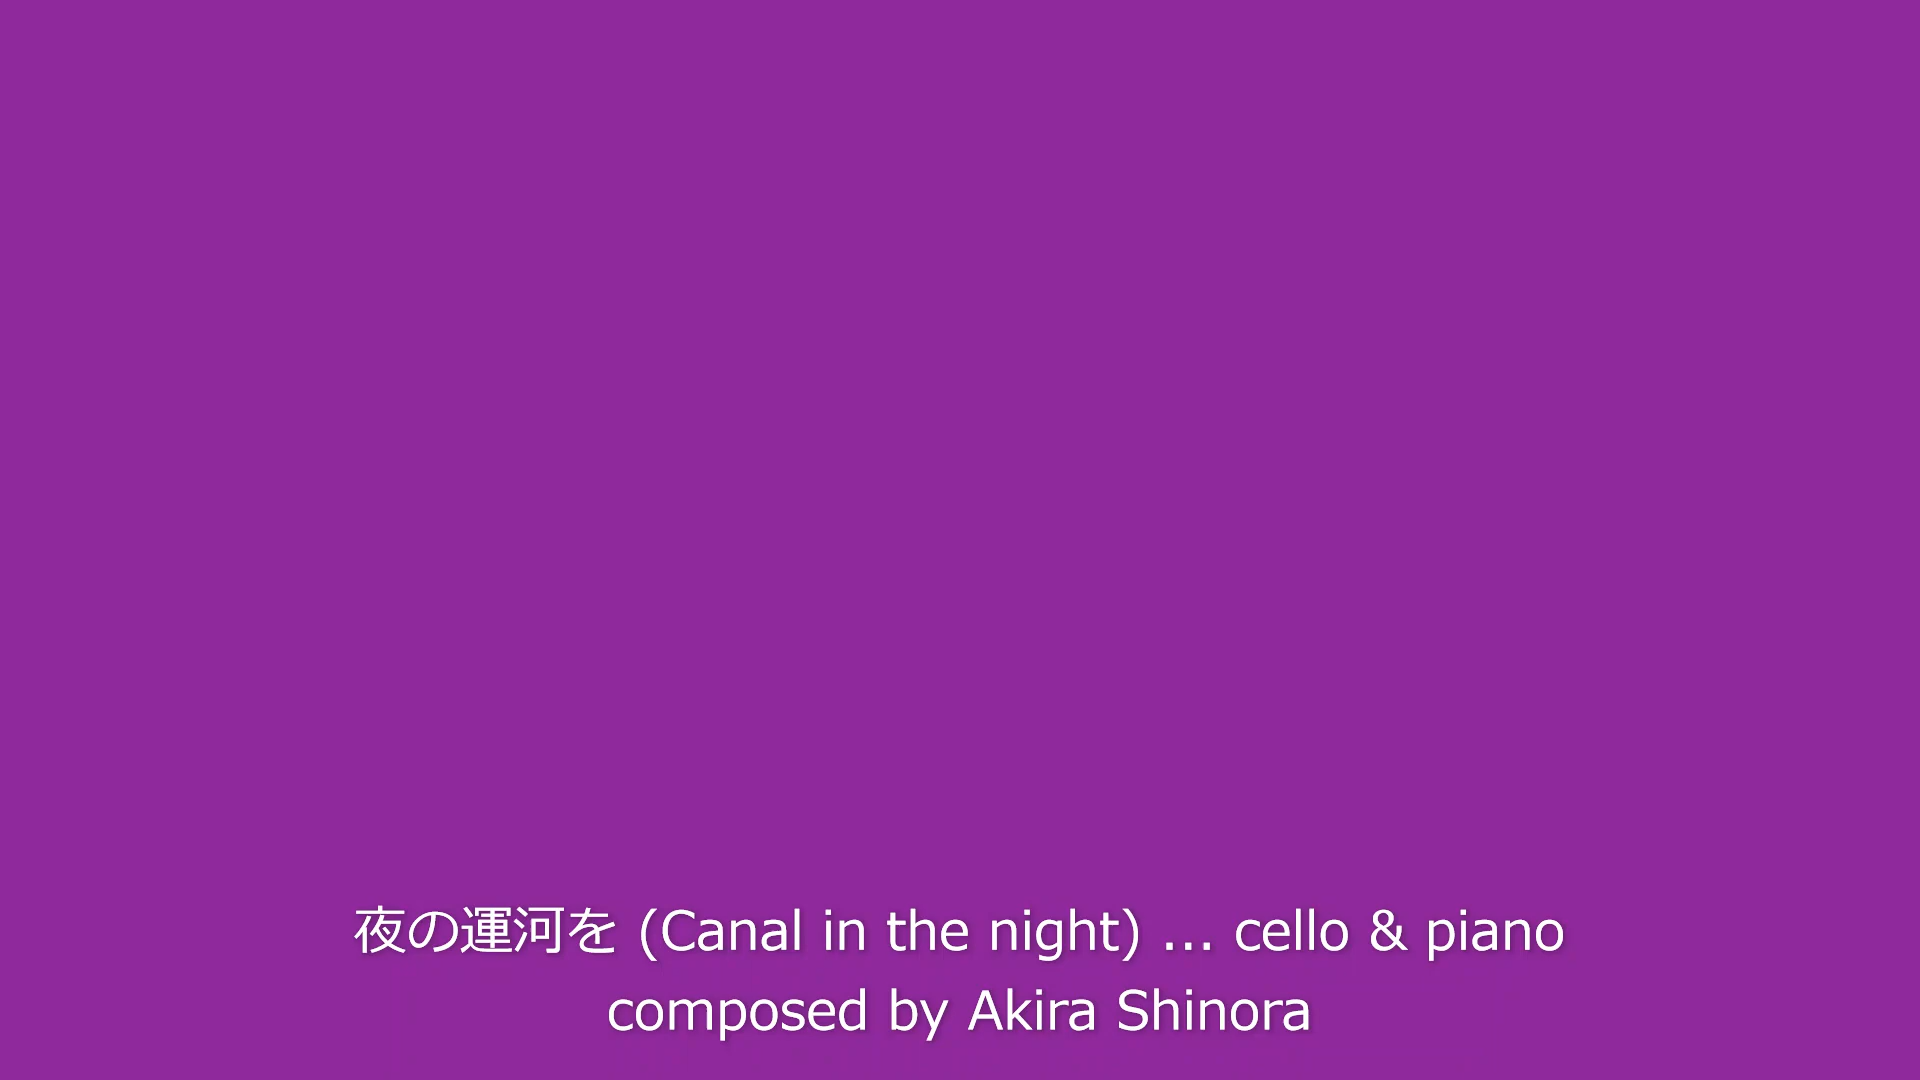 夜の運河を (Canal in the night) ... cello & piano
composed by Akira Shinora